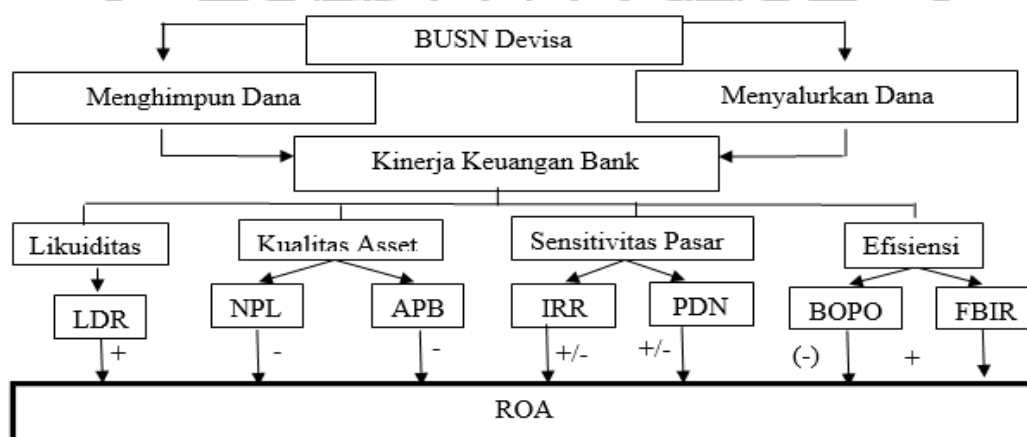 BUSN Devisa
Menghimpun Dana
Menyalurkan Dana
Kinerja Keuangan Bank
Likuiditas
Kualitas Asset
Sensitivitas Pasar
Efisiensi
LDR
NPL
APB
IRR
PDN
BOPO
FBIR
+
-
-
+/-
+/-
(-)
+
ROA